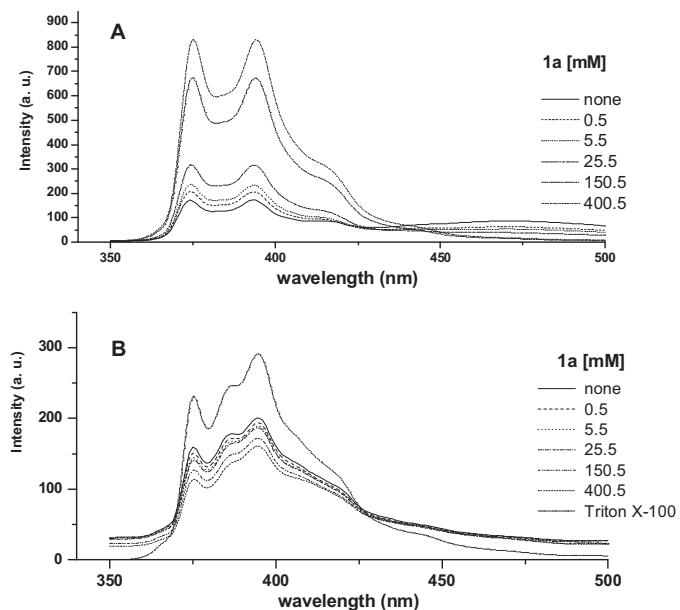 A
Intensity (a. u.)
900
800
700
600
500
400
300
200
100
0
350
400
450
500
wavelength (nm)
1a [mM]
none
0.5
5.5
25.5
150.5
400.5
B
Intensity (a. u.)
300
200
100
0
350
400
450
500
wavelength (nm)
1a [mM]
none
0.5
5.5
25.5
150.5
400.5
Triton X-100